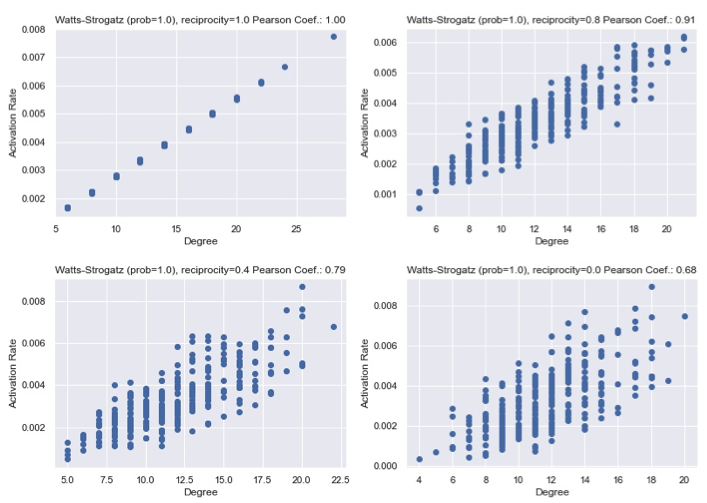 Watts-Strogatz (prob=1.0), reciprocity=1.0 Pearson Coef.: 1.00
0.008
0.007
0.006
0.005
0.004
0.003
0.002
Activation Rate
5 10 15 20 25
Degree
Watts-Strogatz (prob=1.0), reciprocity=0.8 Pearson Coef.: 0.91
0.006
0.005
0.004
0.003
0.002
0.001
Activation Rate
6 8 10 12 14 16 18 20
Degree
Watts-Strogatz (prob=1.0), reciprocity=0.4 Pearson Coef.: 0.79
0.008
0.006
0.004
0.002
Activation Rate
5.0 7.5 10.0 12.5 15.0 17.5 20.0 22.5
Degree
Watts-Strogatz (prob=1.0), reciprocity=0.0 Pearson Coef.: 0.68
0.008
0.006
0.004
0.002
0.000
Activation Rate
4 6 8 10 12 14 16 18 20
Degree